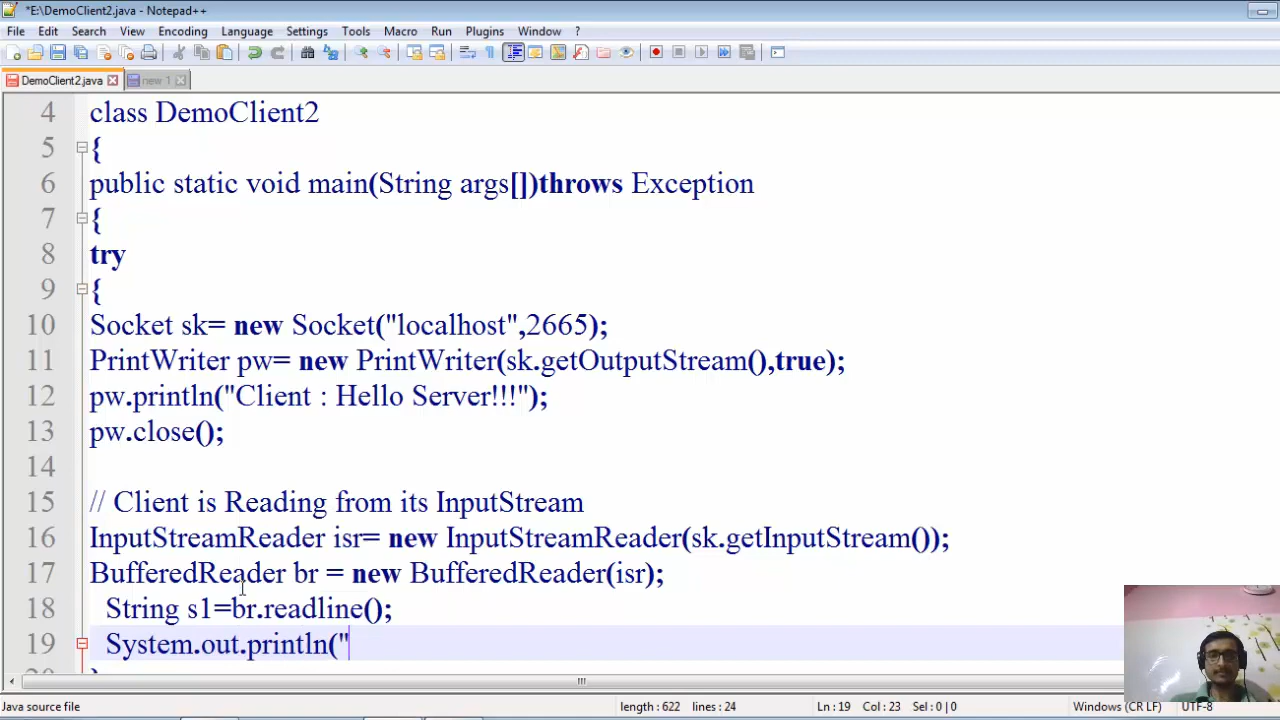 *E:\DemoClient2.java - Notepad++
File Edit Search View Encoding Language Settings Tools Macro Run Plugins Window ?
DemoClient2.java new 1
4 class DemoClient2
5 {
6 public static void main(String args[])throws Exception
7 {
8 try
9 {
10 Socket sk= new Socket("localhost",2665);
11 PrintWriter pw= new PrintWriter(sk.getOutputStream(),true);
12 pw.println("Client : Hello Server!!!");
13 pw.close();
14
15 // Client is Reading from its InputStream
16 InputStreamReader isr= new InputStreamReader(sk.getInputStream());
17 BufferedReader br = new BufferedReader(isr);
18 String s1=br.readline();
19 System.out.println("
Java source file length : 622 lines : 24 Ln : 19 Col : 23 Sel : 0 | 0 Windows (CR LF) UTF-8